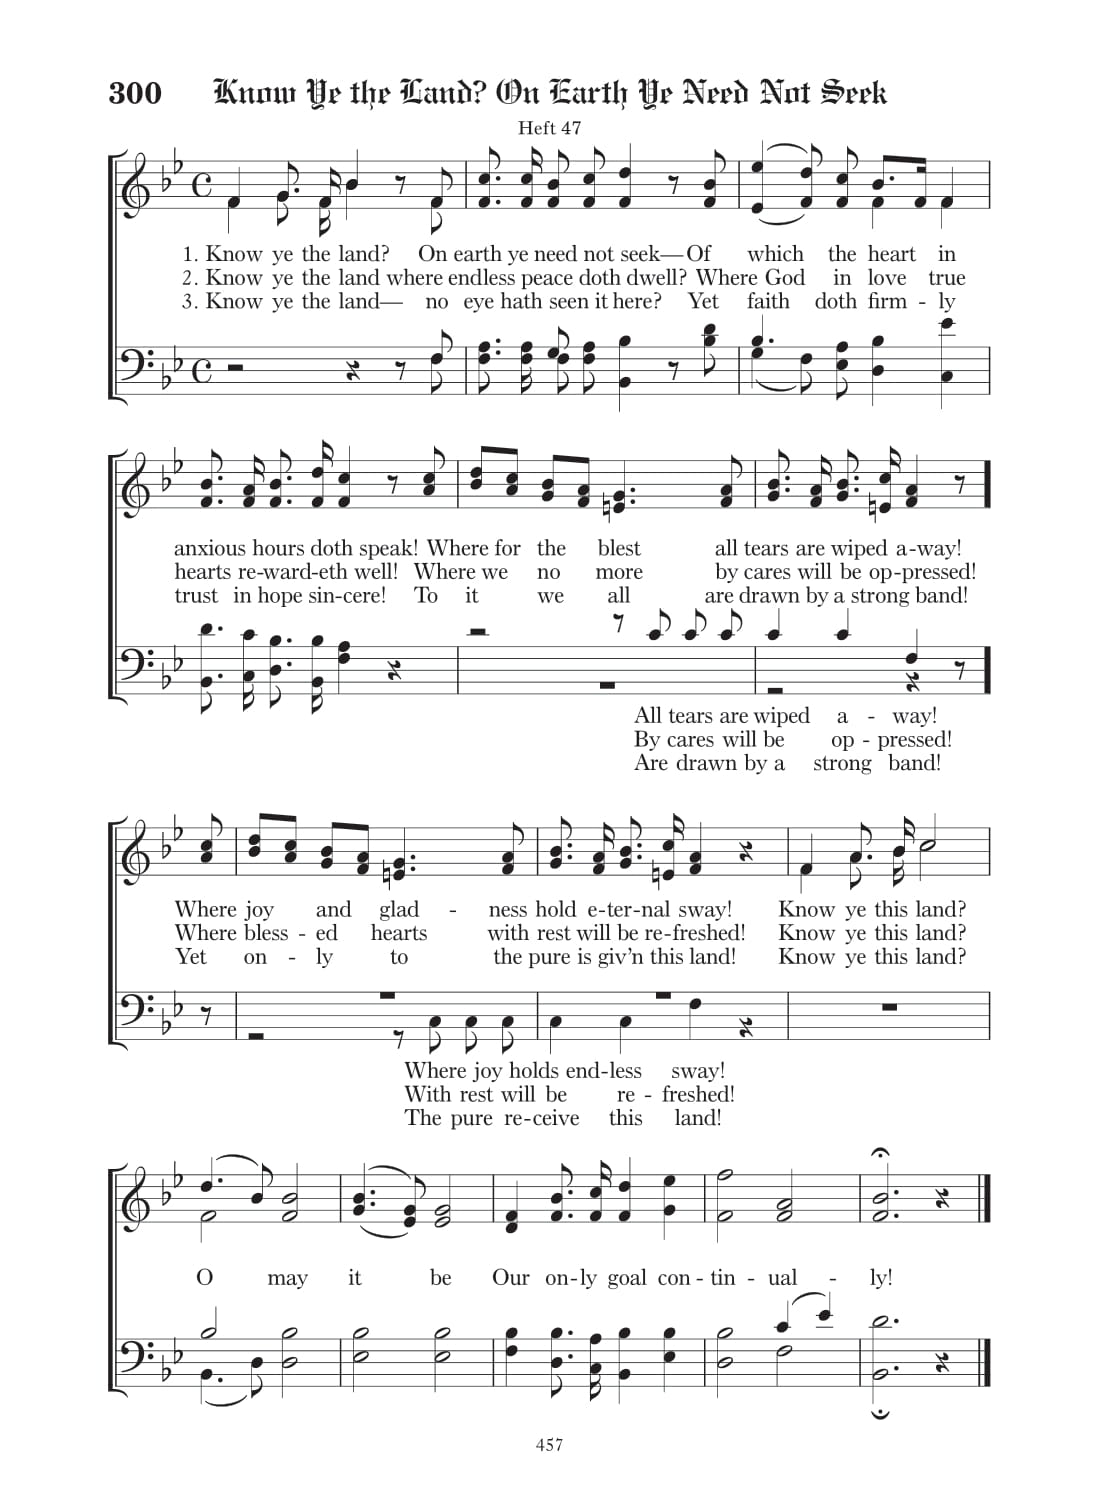 300 Know Ye the Land? On Earth Ye Need Not Seek
Heft 47
1. Know ye the land? On earth ye need not seek—Of which the heart in
2. Know ye the land where endless peace doth dwell? Where God in love true
3. Know ye the land— no eye hath seen it here? Yet faith doth firm - ly
anxious hours doth speak! Where for the blest all tears are wiped a-way!
hearts re-ward-eth well! Where we no more by cares will be op-pressed!
trust in hope sin-cere! To it we all are drawn by a strong band!
All tears are wiped a - way!
By cares will be op - pressed!
Are drawn by a strong band!
Where joy and glad - ness hold e-ter-nal sway! Know ye this land?
Where bless - ed hearts with rest will be re-freshed! Know ye this land?
Yet on - ly to the pure is giv'n this land! Know ye this land?
Where joy holds end-less sway!
With rest will be re - freshed!
The pure re-ceive this land!
O may it be Our on-ly goal con - tin - ual - ly!
457